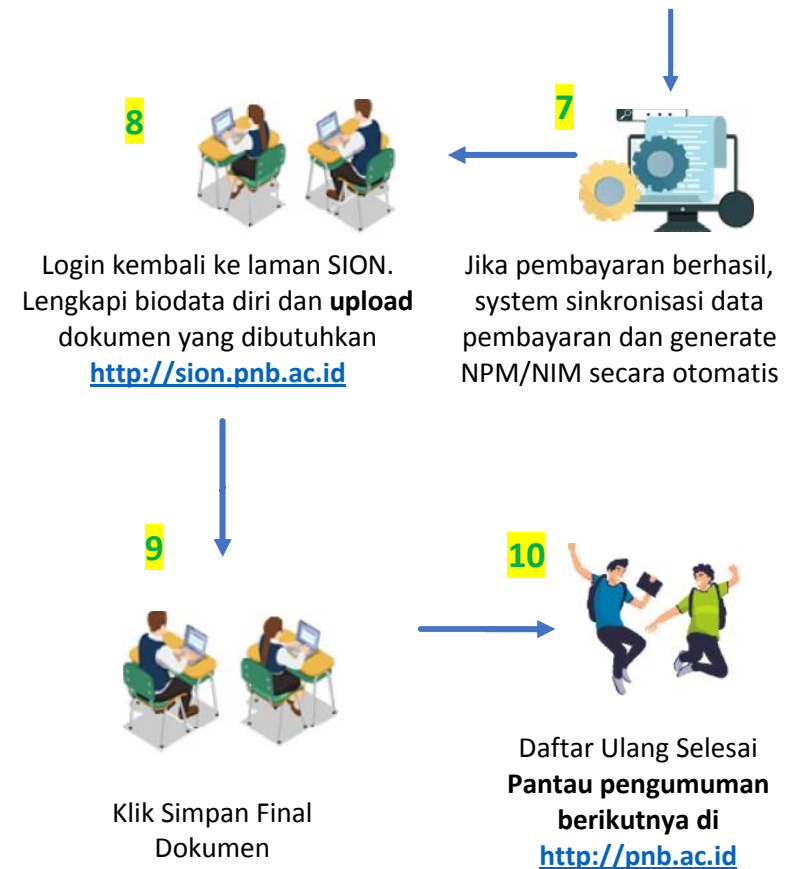 7
Jika pembayaran berhasil,
system sinkronisasi data
pembayaran dan generate
NPM/NIM secara otomatis
8
Login kembali ke laman SION.
Lengkapi biodata diri dan upload
dokumen yang dibutuhkan
http://sion.pnb.ac.id
9
Klik Simpan Final
Dokumen
10
Daftar Ulang Selesai
Pantau pengumuman
berikutnya di
http://pnb.ac.id